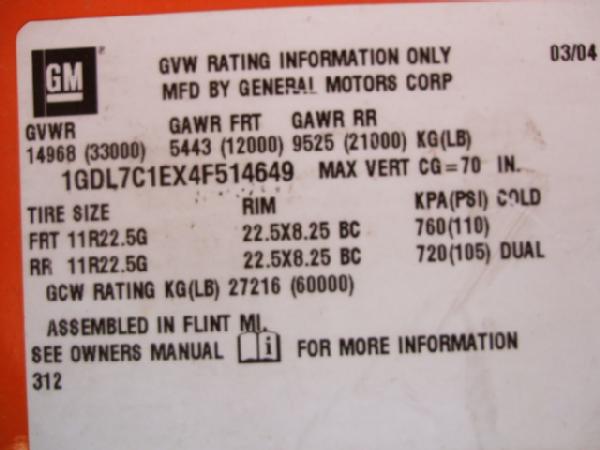 GM®
GVW RATING INFORMATION ONLY 03/04
MFD BY GENERAL MOTORS CORP
GVWR GAWR FRT GAWR RR
14968 (33000) 5443 (12000) 9525 (21000) KG(LB)
1GDL7C1EX4F514649 MAX VERT CG=70 IN.
TIRE SIZE RIM KPA(PSI) COLD
FRT 11R22.5G 22.5X8.25 BC 760(110)
RR 11R22.5G 22.5X8.25 BC 720(105) DUAL
GCW RATING KG(LB) 27216 (60000)
ASSEMBLED IN FLINT MI.
SEE OWNERS MANUAL i FOR MORE INFORMATION
312